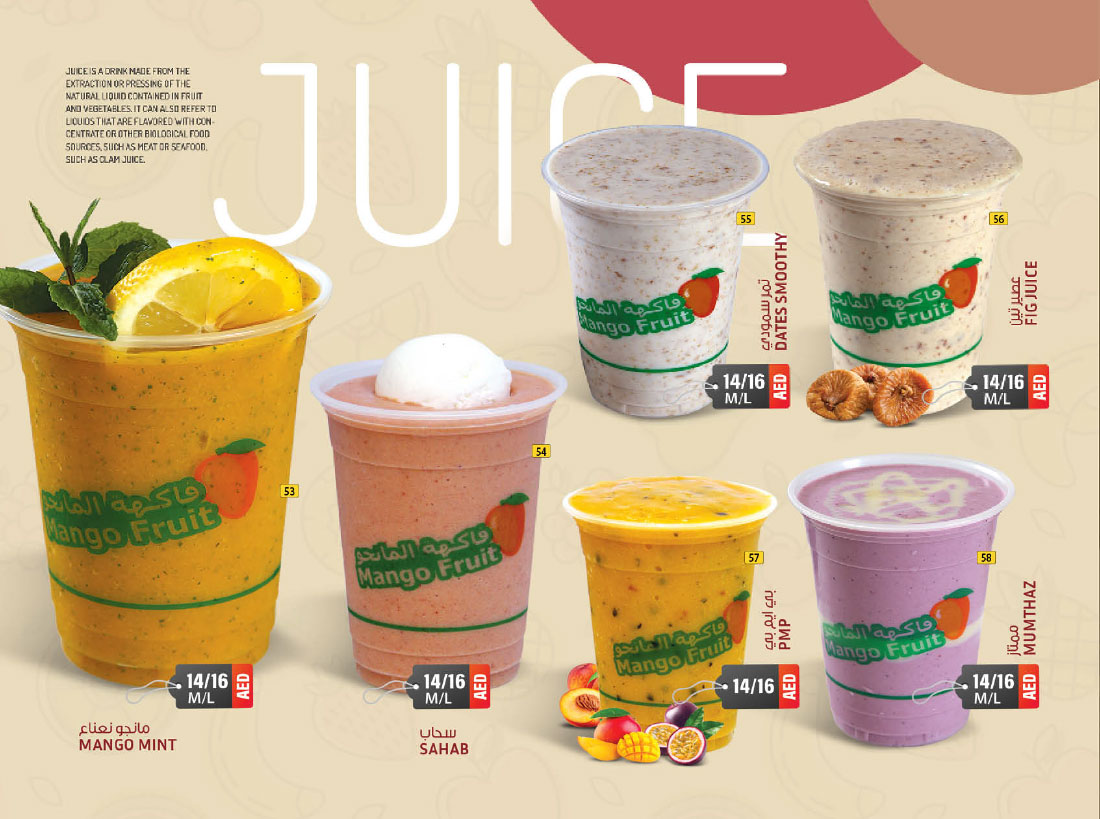 JUICE IS A DRINK MADE FROM THE
EXTRACTION OR PRESSING OF THE
NATURAL LIQUID CONTAINED IN FRUIT
AND VEGETABLES. IT CAN ALSO REFER TO
LIQUIDS THAT ARE FLAVORED WITH CON-
CENTRATE OR OTHER BIOLOGICAL FOOD
SOURCES, SUCH AS MEAT OR SEAFOOD,
SUCH AS CLAM JUICE.
JUICE
53
فاكهة المانجو
Mango Fruit
14/16
M/L
AED
مانجو نعناع
MANGO MINT
54
فاكهة المانجو
Mango Fruit
14/16
M/L
AED
سحاب
SAHAB
55
فاكهة المانجو
Mango Fruit
تمر سمودي
DATES SMOOTHY
14/16
M/L
AED
56
فاكهة المانجو
Mango Fruit
عصير تين
FIG JUICE
14/16
M/L
AED
57
فاكهة المانجو
Mango Fruit
بي ايم بي
PMP
14/16
AED
58
فاكهة المانجو
Mango Fruit
ممتاز
MUMTHAZ
14/16
M/L
AED